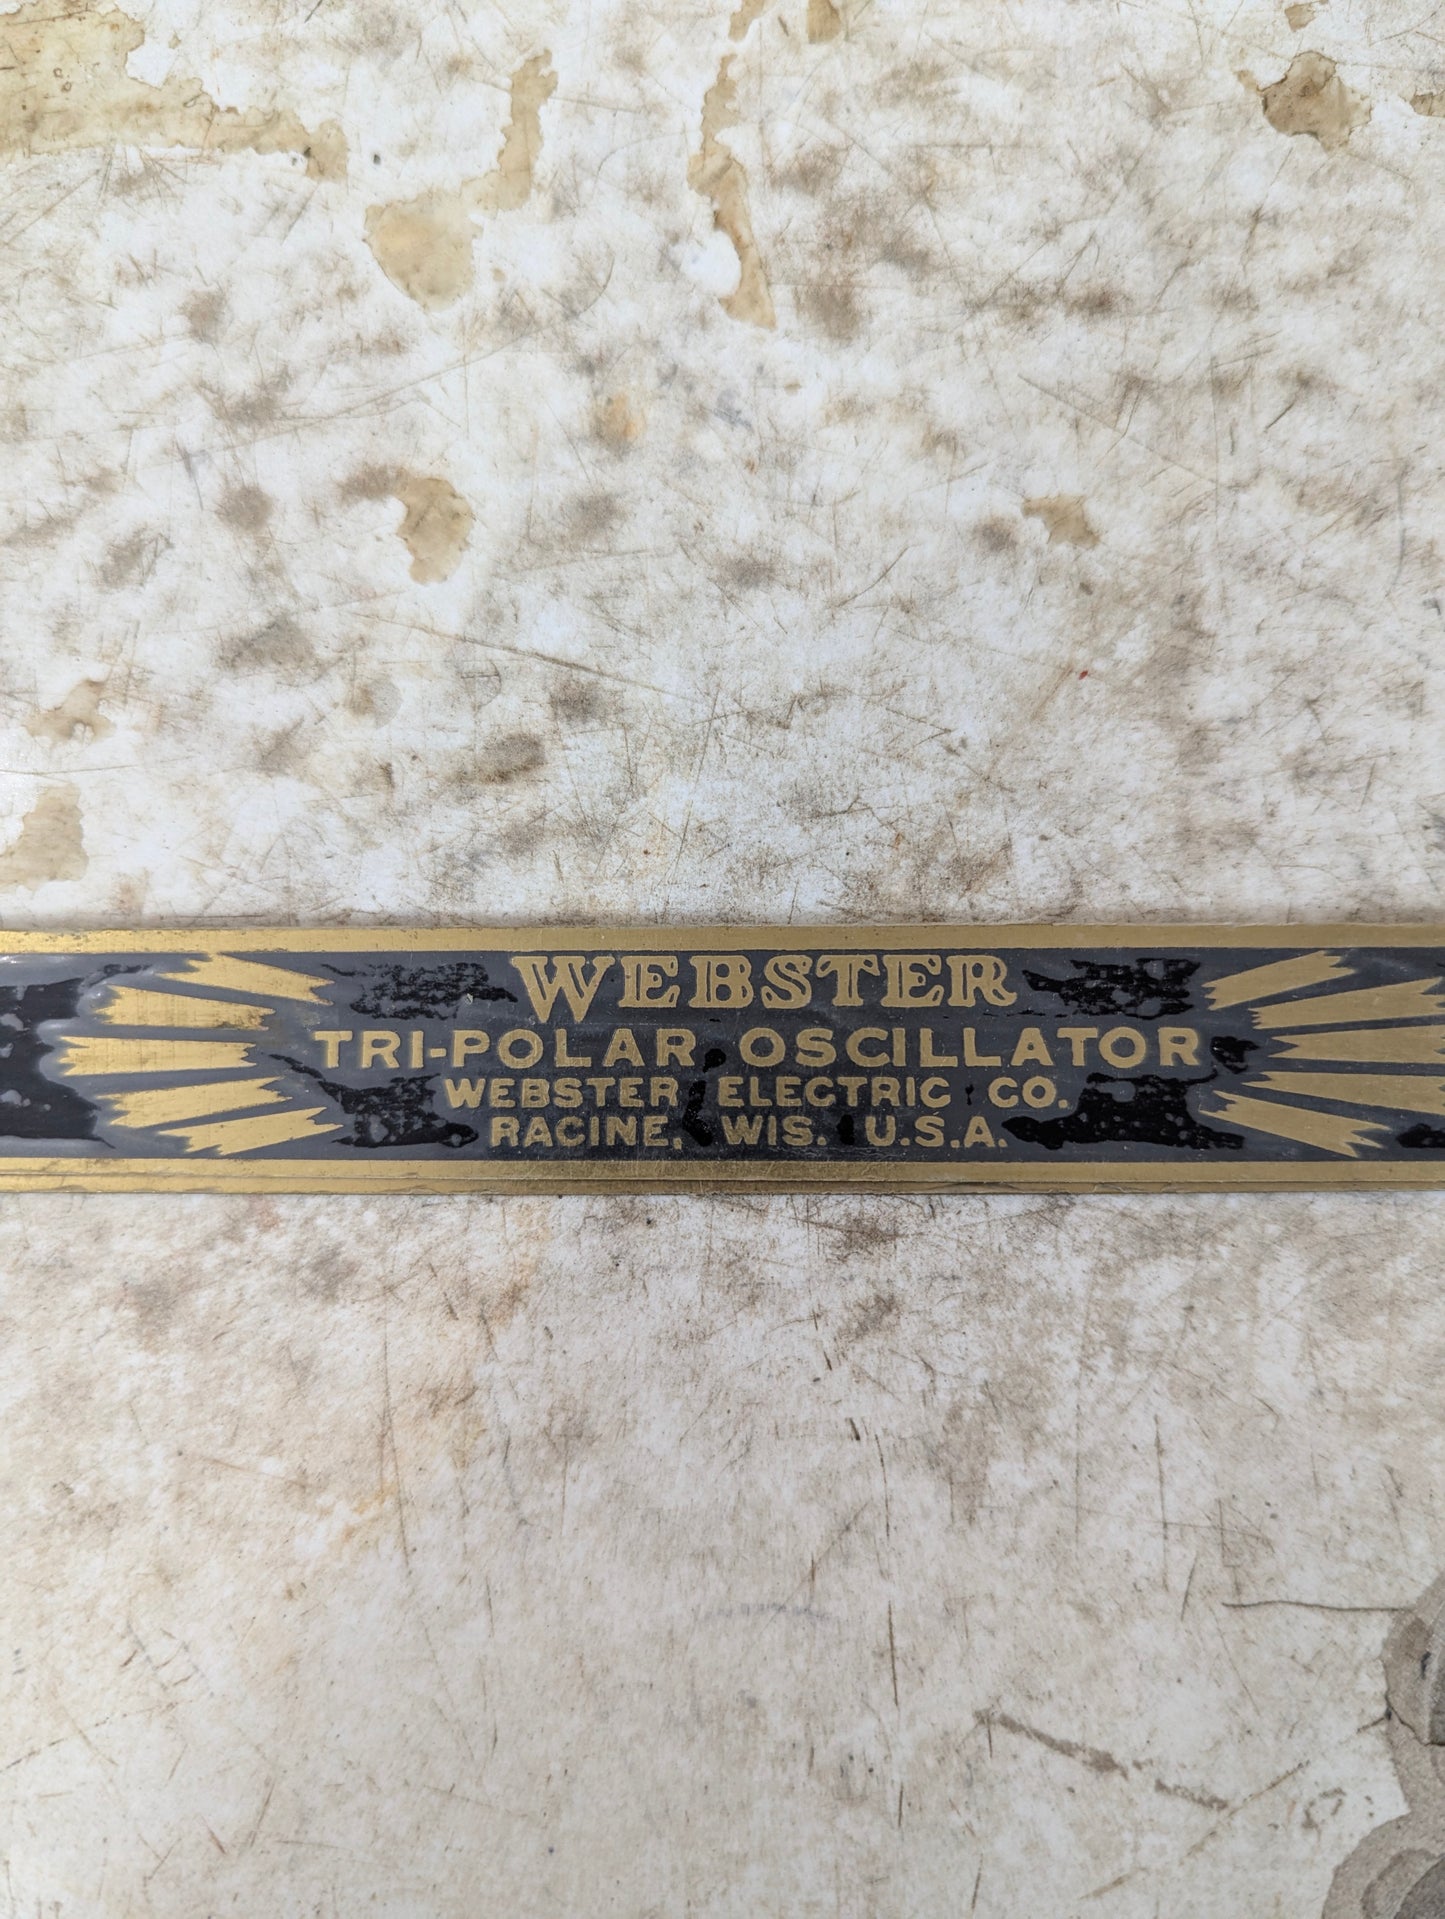 WEBSTER
TRI-POLAR OSCILLATOR
WEBSTER ELECTRIC CO.
RACINE, WIS. U.S.A.